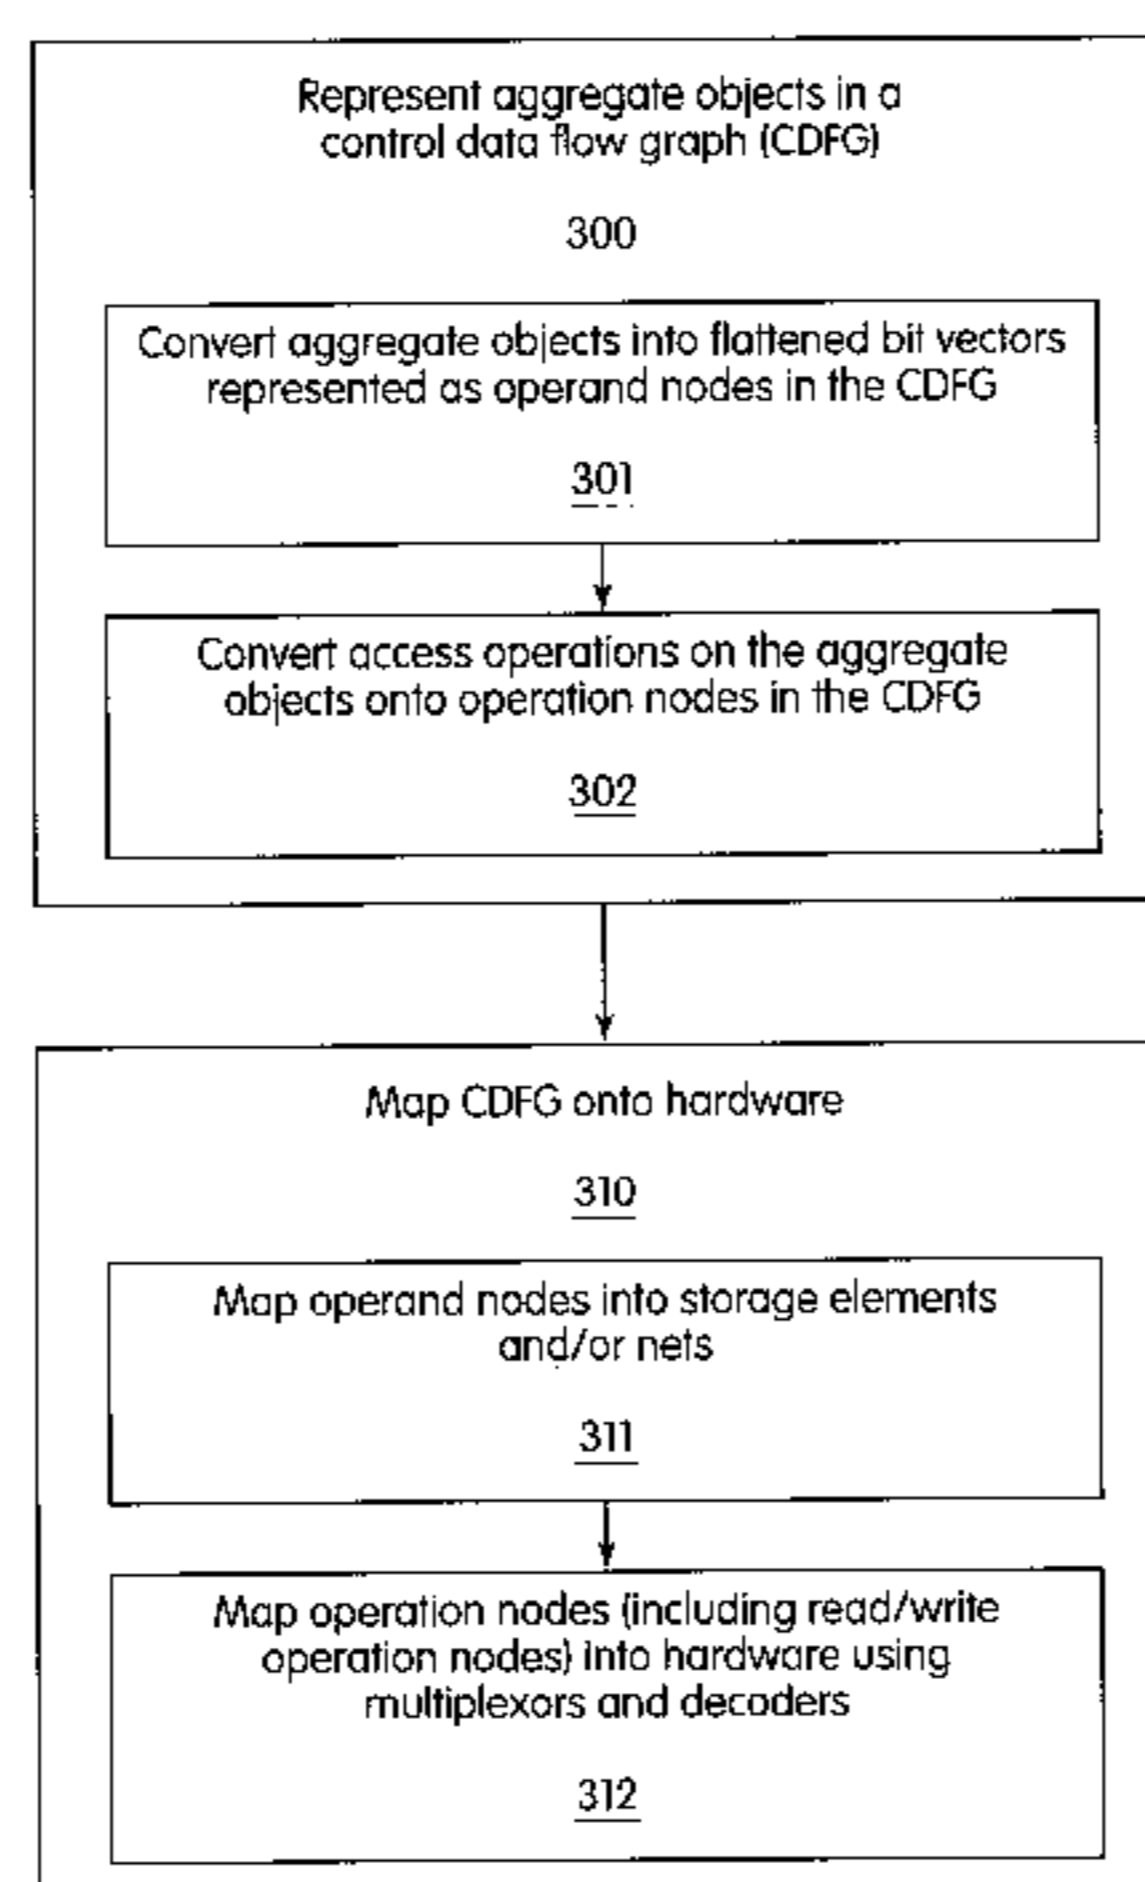 Represent aggregate objects in a
control data flow graph (CDFG)
300
Convert aggregate objects into flattened bit vectors
represented as operand nodes in the CDFG
301
Convert access operations on the aggregate
objects onto operation nodes in the CDFG
302
Map CDFG onto hardware
310
Map operand nodes into storage elements
and/or nets
311
Map operation nodes (including read/write
operation nodes) into hardware using
multiplexors and decoders
312